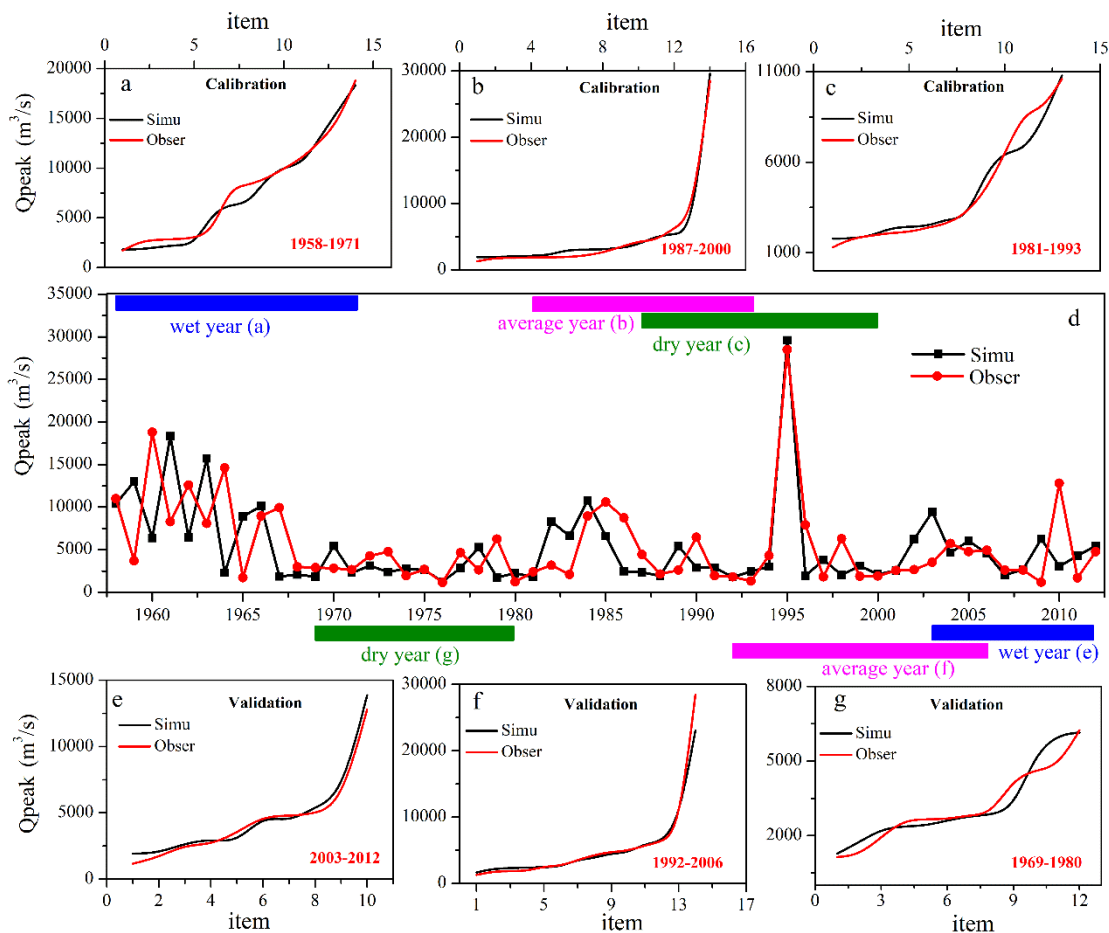 item
item
item
0 5 10 15
1 4 7 10 13 16
0 5 10 15
Qpeak (m³/s)
20000
15000
10000
5000
0
a
Calibration
Simu
Obser
1958-1971
30000
20000
10000
0
b
Calibration
Simu
Obser
1987-2000
11000
6000
1000
c
Calibration
Simu
Obser
1981-1993
Qpeak (m³/s)
35000
30000
25000
20000
15000
10000
5000
0
wet year (a)
average year (b)
dry year (c)
d
Simu
Obser
1960 1965 1970 1975 1980 1985 1990 1995 2000 2005 2010
dry year (g)
average year (f)
wet year (e)
Qpeak (m³/s)
15000
10000
5000
0
e
Validation
Simu
Obser
2003-2012
0 2 4 6 8 10
item
30000
20000
10000
0
f
Validation
Simu
Obser
1992-2006
1 5 9 13 17
item
8000
5000
2000
g
Validation
Simu
Obser
1969-1980
0 3 6 9 12
item